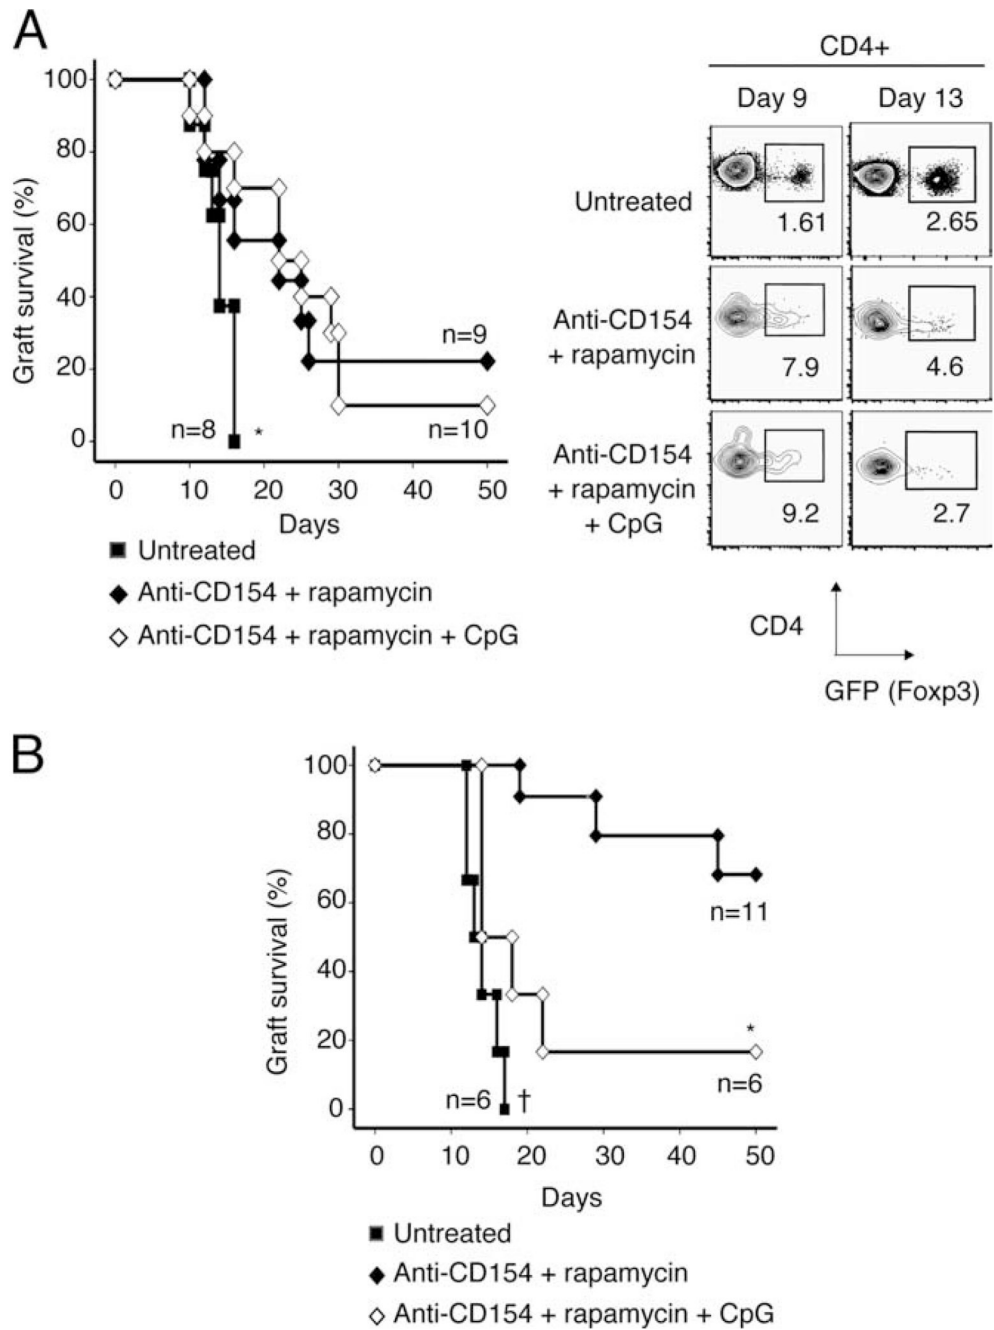 A
Graft survival (%)
100
80
60
40
20
0
n=9
n=8
*
n=10
0 10 20 30 40 50
Days
Untreated
Anti-CD154 + rapamycin
Anti-CD154 + rapamycin + CpG
CD4+
Day 9 Day 13
Untreated
1.61 2.65
Anti-CD154
+ rapamycin
7.9 4.6
Anti-CD154
+ rapamycin
+ CpG
9.2 2.7
CD4
GFP (Foxp3)
B
Graft survival (%)
100
80
60
40
20
0
n=11
*
n=6
n=6 †
0 10 20 30 40 50
Days
Untreated
Anti-CD154 + rapamycin
Anti-CD154 + rapamycin + CpG